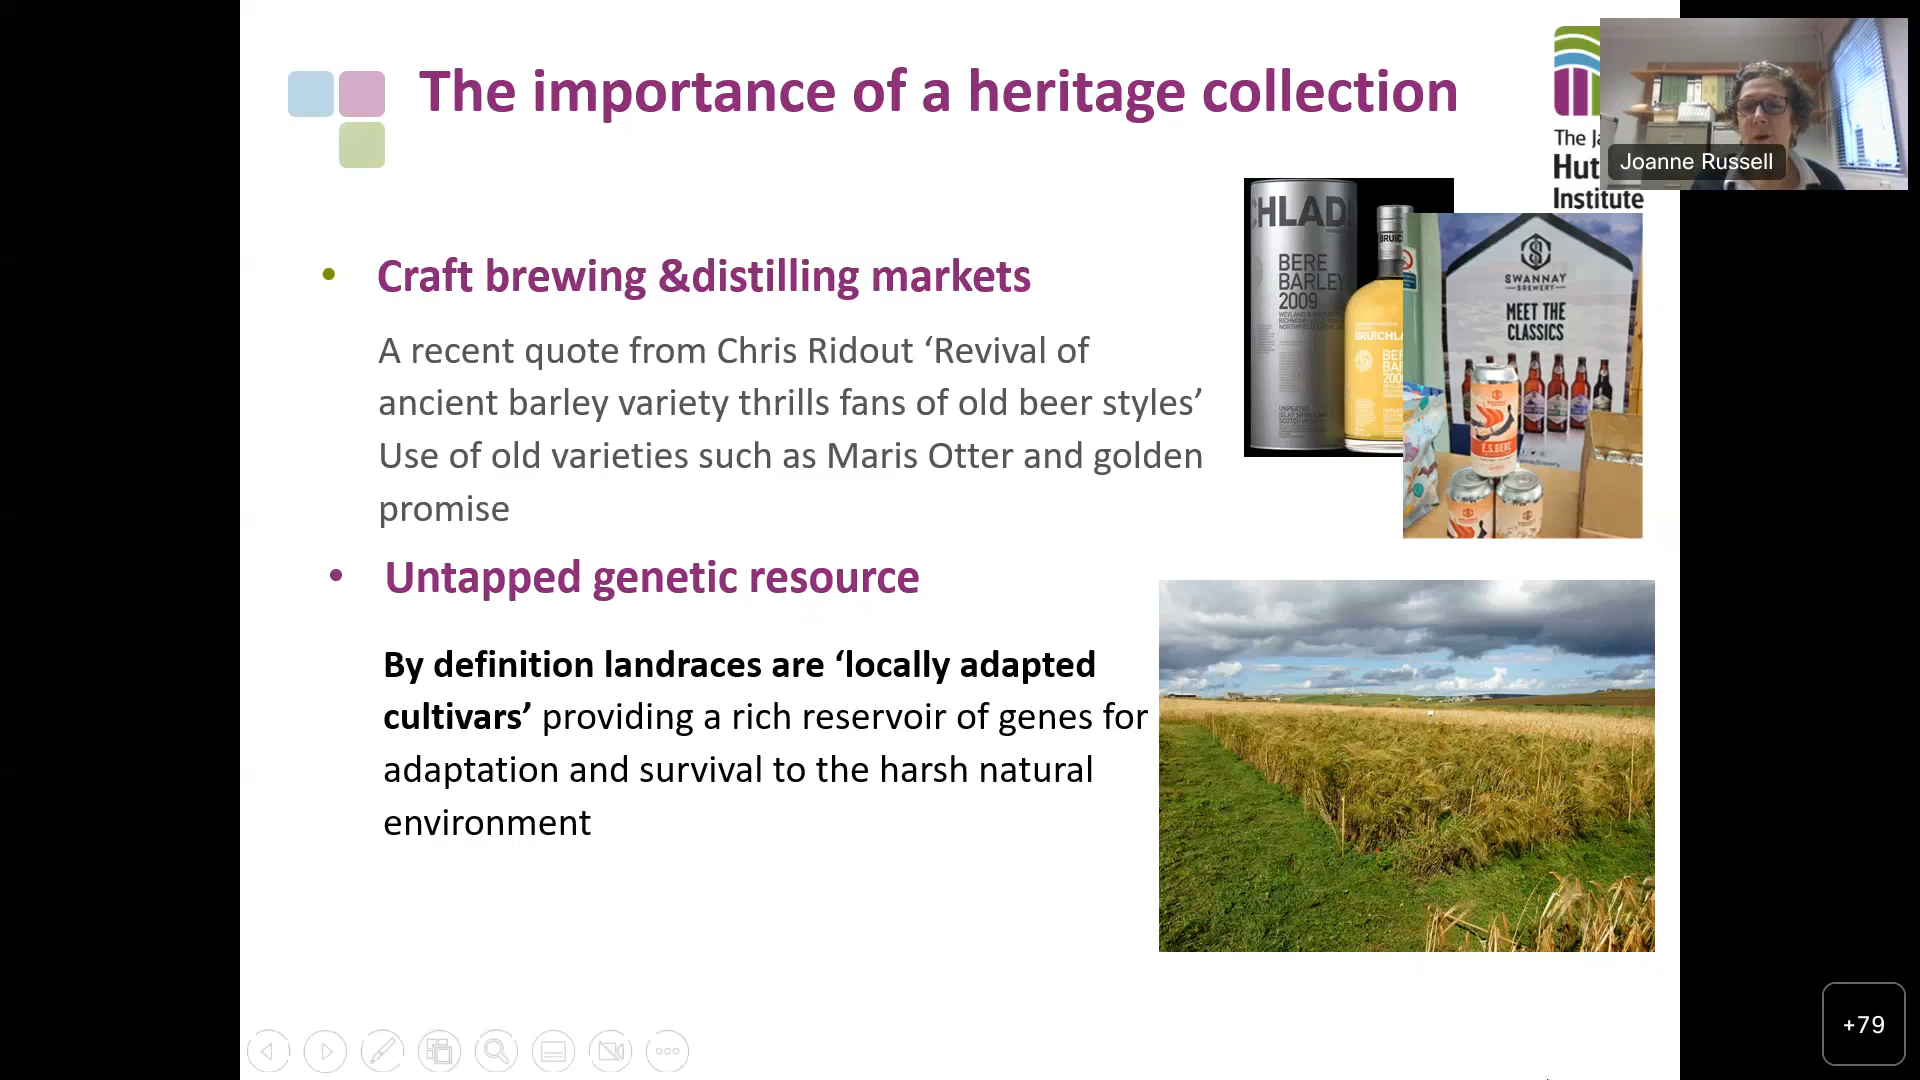 The importance of a heritage collection
The
Hut
Institute
Joanne Russell
Craft brewing &distilling markets
A recent quote from Chris Ridout ‘Revival of
ancient barley variety thrills fans of old beer styles’
Use of old varieties such as Maris Otter and golden
promise
CHLAD
BERE
BARLEY
2009
BRUIC
BRUICHLA
SWANNAY
BREWERY
MEET THE
CLASSICS
Untapped genetic resource
By definition landraces are ‘locally adapted
cultivars’ providing a rich reservoir of genes for
adaptation and survival to the harsh natural
environment
+79